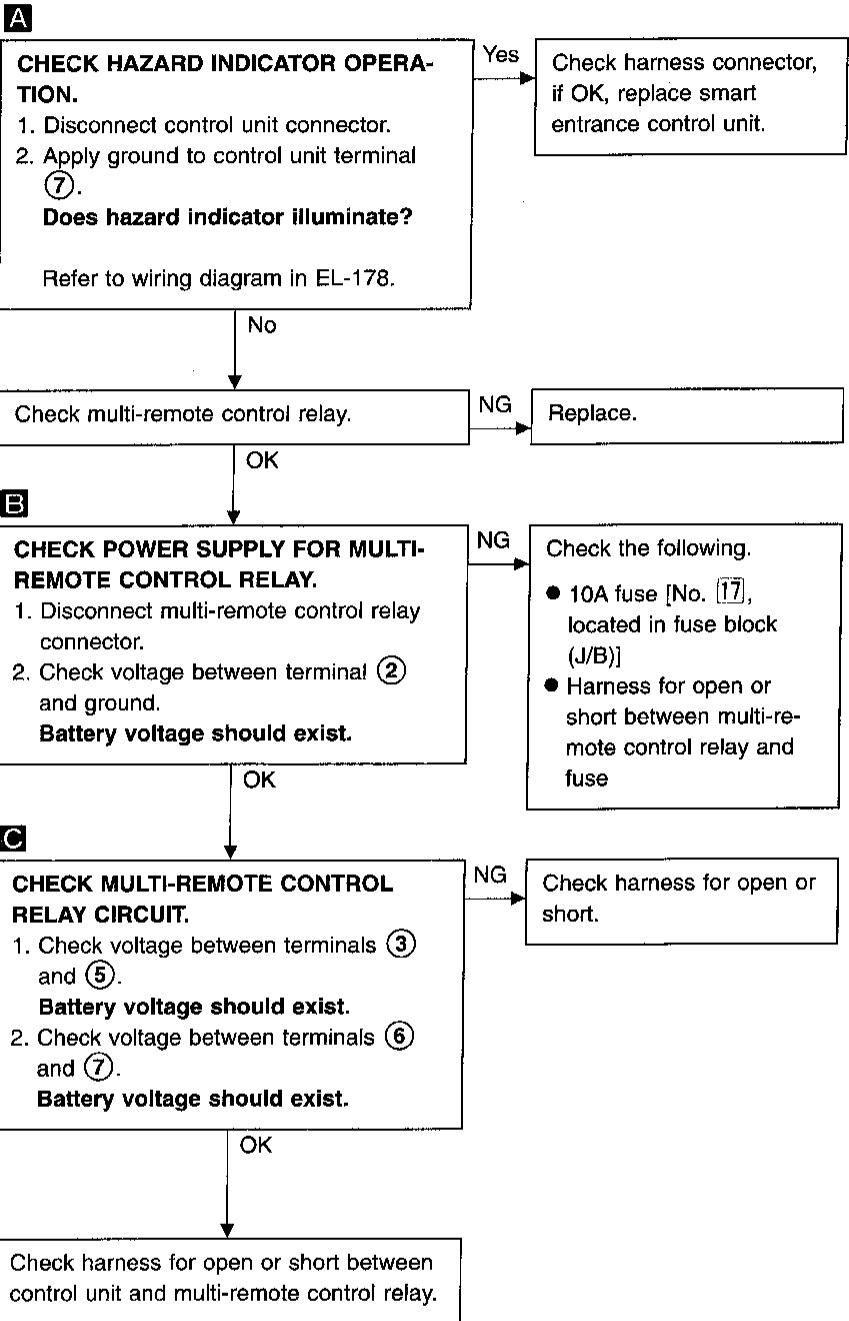 A
CHECK HAZARD INDICATOR OPERA-
TION.
1. Disconnect control unit connector.
2. Apply ground to control unit terminal
⑦.
Does hazard indicator illuminate?
Refer to wiring diagram in EL-178.
Yes
Check harness connector,
if OK, replace smart
entrance control unit.
No
Check multi-remote control relay.
NG
Replace.
OK
B
CHECK POWER SUPPLY FOR MULTI-
REMOTE CONTROL RELAY.
1. Disconnect multi-remote control relay
connector.
2. Check voltage between terminal ②
and ground.
Battery voltage should exist.
NG
Check the following.
● 10A fuse [No. 17,
located in fuse block
(J/B)]
● Harness for open or
short between multi-re-
mote control relay and
fuse
OK
C
CHECK MULTI-REMOTE CONTROL
RELAY CIRCUIT.
1. Check voltage between terminals ③
and ⑤.
Battery voltage should exist.
2. Check voltage between terminals ⑥
and ⑦.
Battery voltage should exist.
NG
Check harness for open or
short.
OK
Check harness for open or short between
control unit and multi-remote control relay.